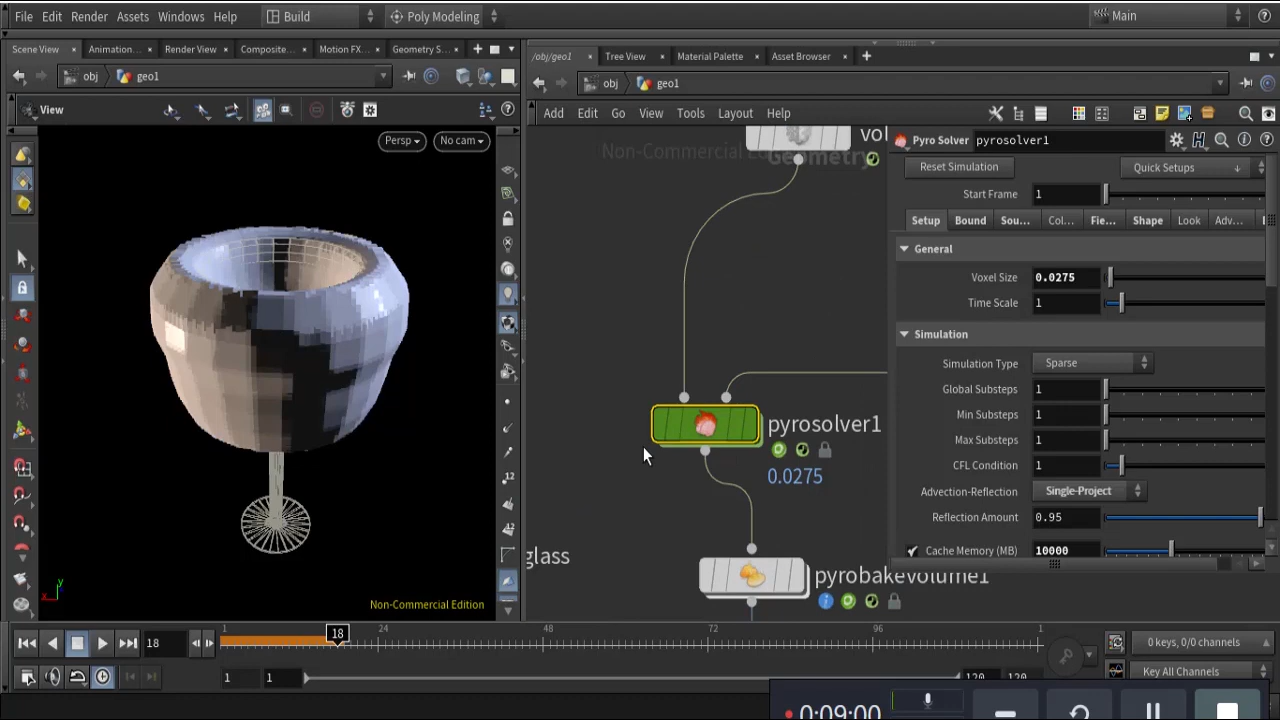 File Edit Render Assets Windows Help Build Poly Modeling Main
Scene View Animation... Render View Composite... Motion FX... Geometry S...
/obj/geo1 Tree View Material Palette Asset Browser
obj geo1
obj geo1
View
Add Edit Go View Tools Layout Help
Persp No cam
Non-Commercial Edition
y
x
Non-Commercial Ed
Geometry
vol
pyrosolver1
0.0275
glass
pyrobakevolume1
Pyro Solver pyrosolver1
Reset Simulation Quick Setups
Start Frame 1
Setup Bound Sou... Col... Fie... Shape Look Adv...
General
Voxel Size 0.0275
Time Scale 1
Simulation
Simulation Type Sparse
Global Substeps 1
Min Substeps 1
Max Substeps 1
CFL Condition 1
Advection-Reflection Single-Project
Reflection Amount 0.95
Cache Memory (MB) 10000
18
1 18 24 48 72 96 1
0 keys, 0/0 channels
1 1
120 120
Key All Channels
0:09:00